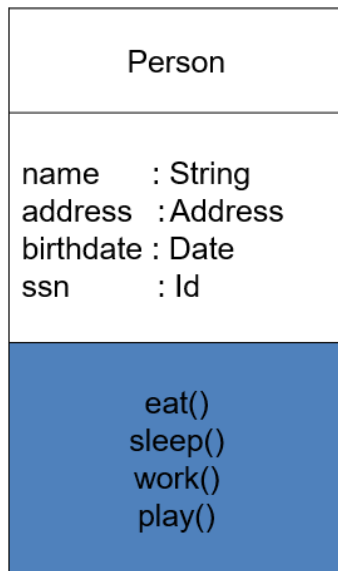 Person
name : String
address : Address
birthdate : Date
ssn : Id
eat()
sleep()
work()
play()